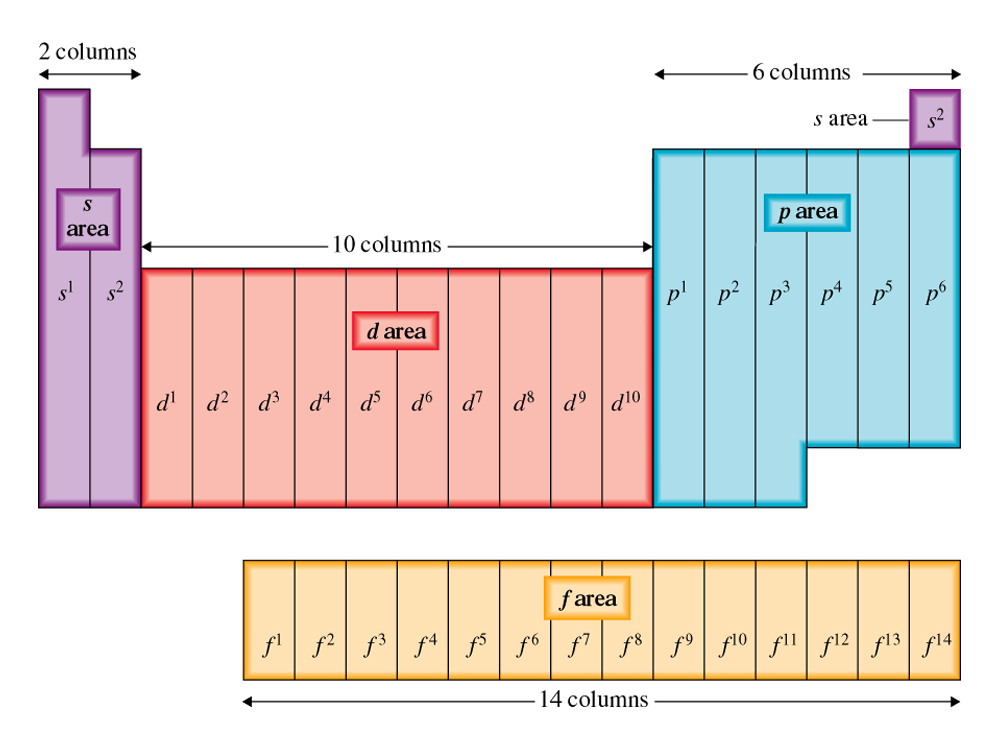 2 columns
6 columns
s area
s²
s
area
p area
10 columns
s¹ s²
p¹ p² p³ p⁴ p⁵ p⁶
d area
d¹ d² d³ d⁴ d⁵ d⁶ d⁷ d⁸ d⁹ d¹⁰
f area
f¹ f² f³ f⁴ f⁵ f⁶ f⁷ f⁸ f⁹ f¹⁰ f¹¹ f¹² f¹³ f¹⁴
14 columns